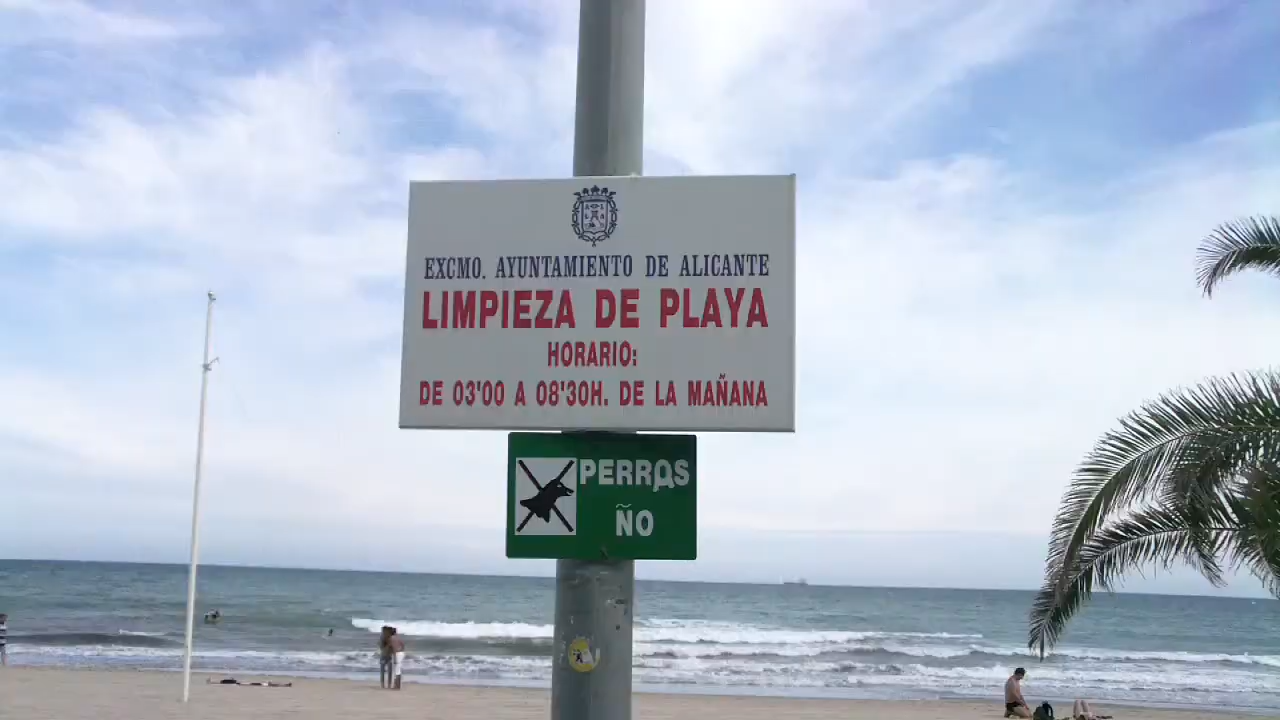 EXCMO. AYUNTAMIENTO DE ALICANTE
LIMPIEZA DE PLAYA
HORARIO:
DE 03'00 A 08'30H. DE LA MAÑANA
PERROS
ÑO